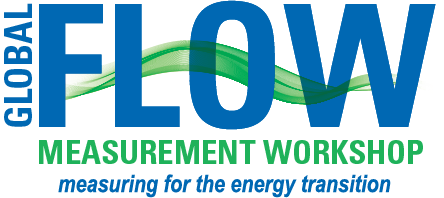 GLOBAL
FLOW
MEASUREMENT WORKSHOP
measuring for the energy transition